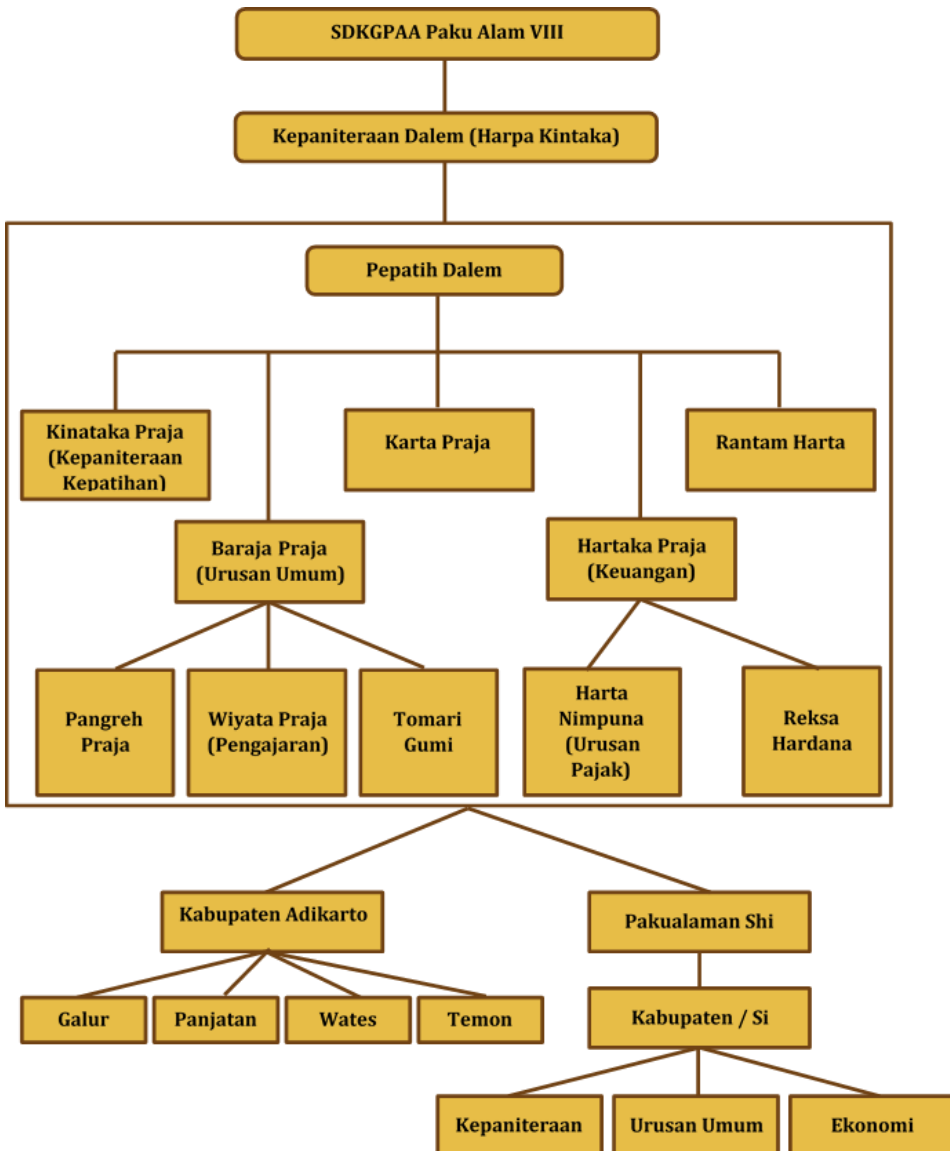 SDKGPAA Paku Alam VIII
Kepaniteraan Dalem (Harpa Kintaka)
Pepatih Dalem
Kinataka Praja
(Kepaniteraan
Kepatihan)
Karta Praja
Rantam Harta
Baraja Praja
(Urusan Umum)
Hartaka Praja
(Keuangan)
Pangreh
Praja
Wiyata Praja
(Pengajaran)
Tomari
Gumi
Harta
Nimpuna
(Urusan
Pajak)
Reksa
Hardana
Kabupaten Adikarto
Pakualaman Shi
Galur
Panjatan
Wates
Temon
Kabupaten / Si
Kepaniteraan
Urusan Umum
Ekonomi